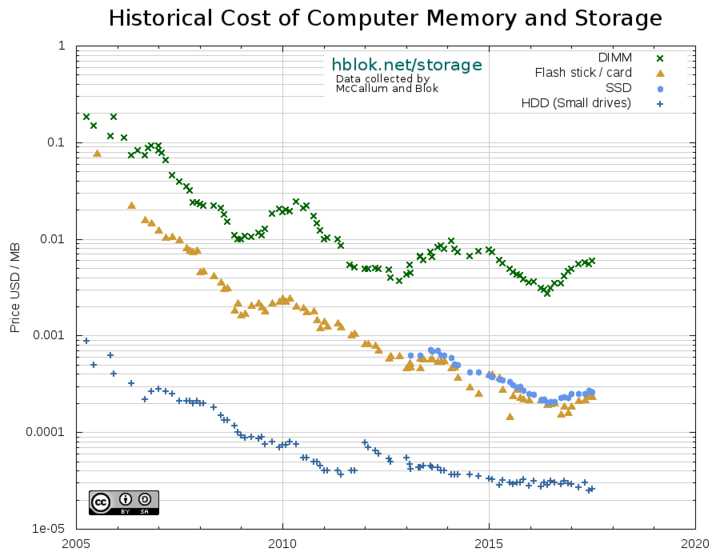 Historical Cost of Computer Memory and Storage
1
0.1
0.01
0.001
0.0001
1e-05
Price USD / MB
hblok.net/storage
Data collected by
McCallum and Blok
DIMM
Flash stick / card
SSD
HDD (Small drives)
cc
BY SA
2005 2010 2015 2020